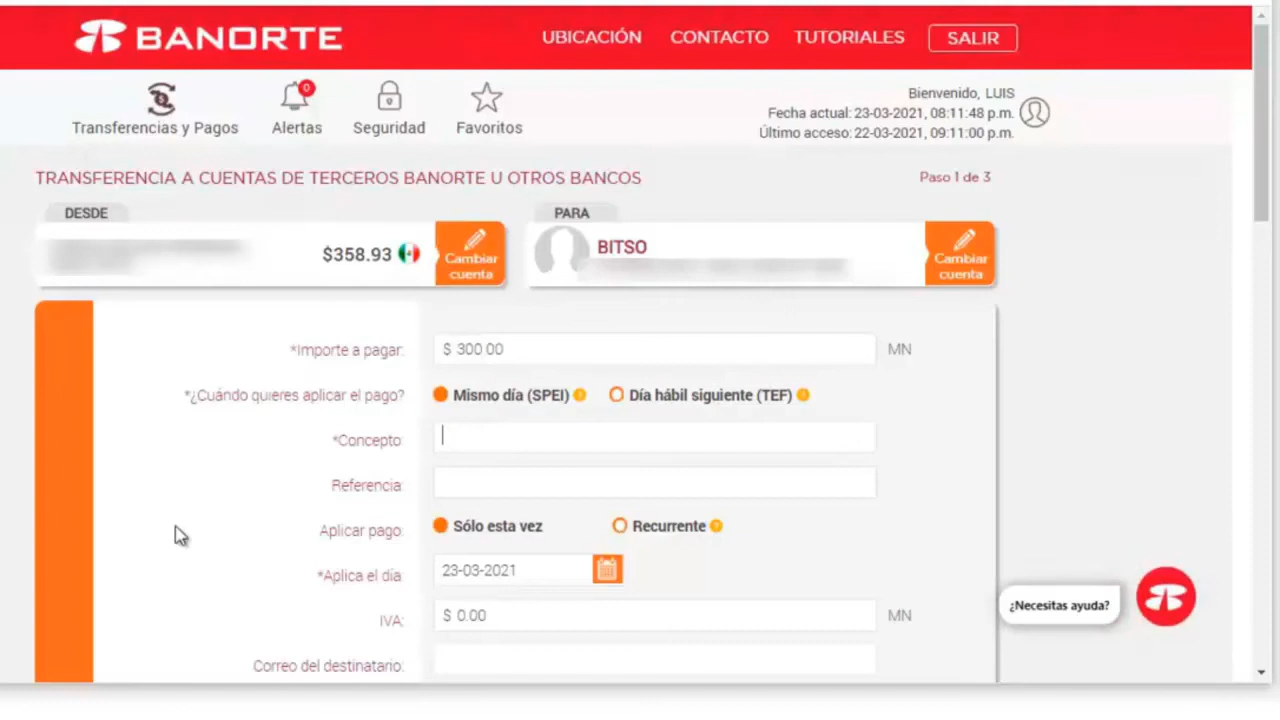 BANORTE
UBICACIÓN CONTACTO TUTORIALES SALIR
0
Transferencias y Pagos Alertas Seguridad Favoritos
Bienvenido, LUIS
Fecha actual: 23-03-2021, 08:11:48 p.m.
Último acceso: 22-03-2021, 09:11:00 p.m.
TRANSFERENCIA A CUENTAS DE TERCEROS BANORTE U OTROS BANCOS
Paso 1 de 3
DESDE
$358.93
Cambiar
cuenta
PARA
BITSO
Cambiar
cuenta
*Importe a pagar: $ 300.00 MN
*¿Cuándo quieres aplicar el pago? Mismo día (SPEI) ? Día hábil siguiente (TEF) ?
*Concepto:
Referencia:
Aplicar pago: Sólo esta vez Recurrente ?
*Aplica el día: 23-03-2021
IVA: $ 0.00 MN
Correo del destinatario:
¿Necesitas ayuda?